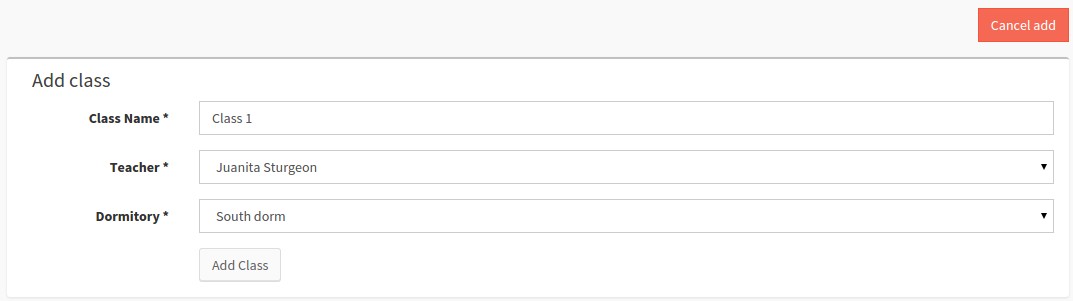 Cancel add
Add class
Class Name * Class 1
Teacher * Juanita Sturgeon
Dormitory * South dorm
Add Class